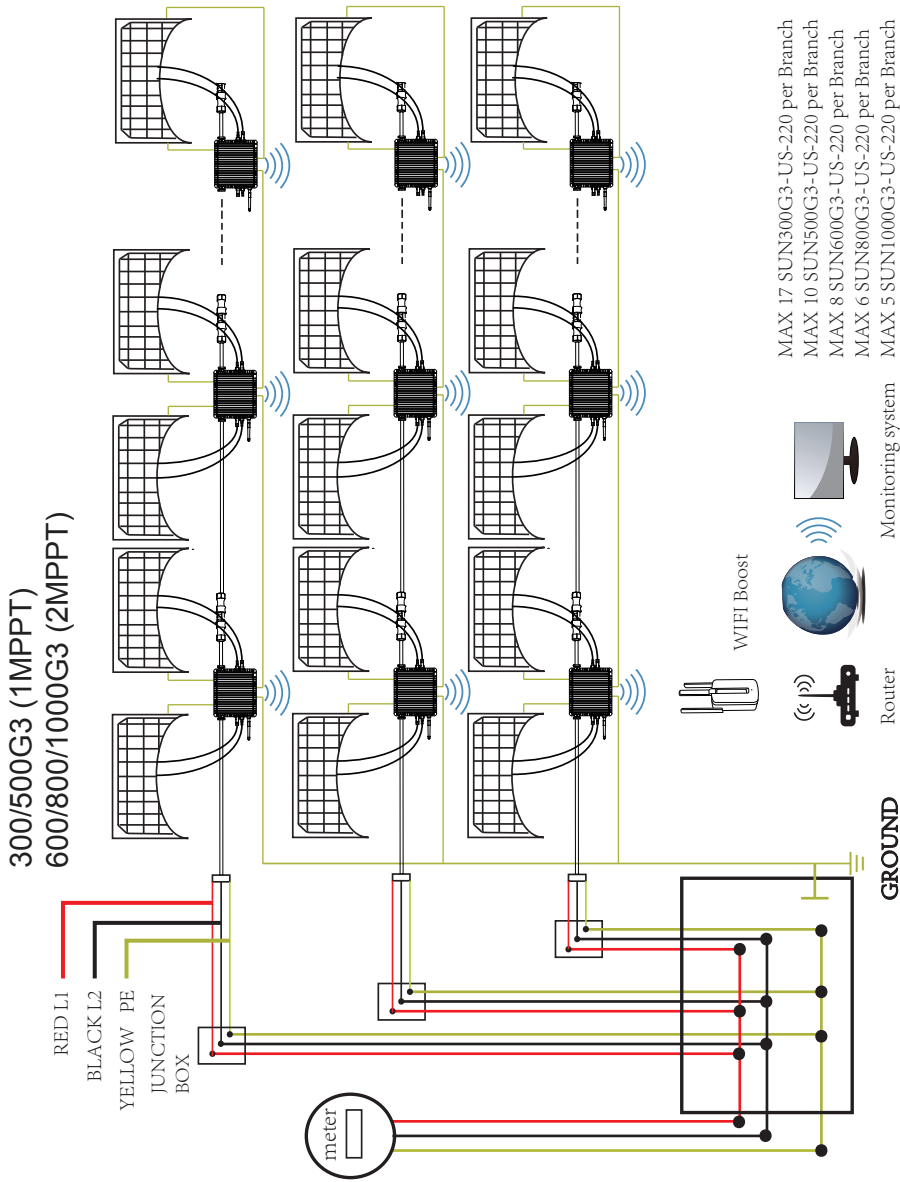 300/500G3 (1MPPT)
600/800/1000G3 (2MPPT)
RED L1
BLACK L2
YELLOW PE
JUNCTION
BOX
meter
GROUND
WIFI Boost
Router
Monitoring system
MAX 17 SUN300G3-US-220 per Branch
MAX 10 SUN500G3-US-220 per Branch
MAX 8 SUN600G3-US-220 per Branch
MAX 6 SUN800G3-US-220 per Branch
MAX 5 SUN1000G3-US-220 per Branch